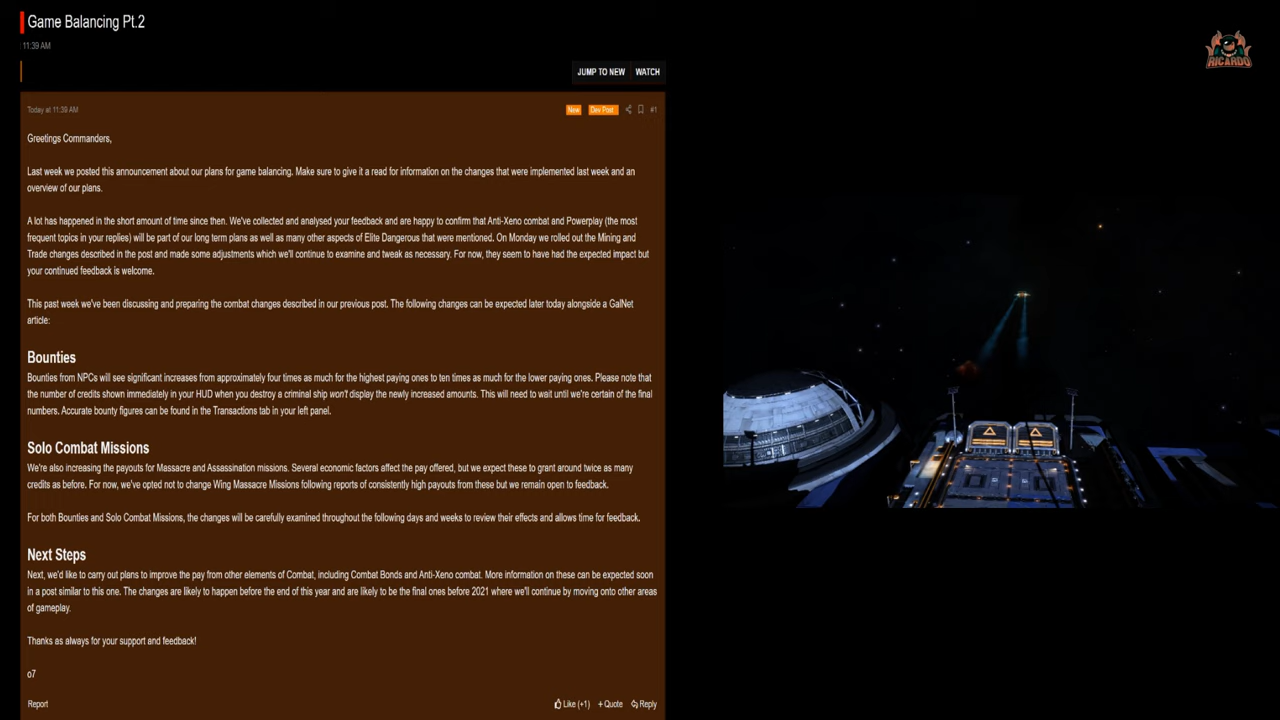 Game Balancing Pt.2
11:39 AM
JUMP TO NEW WATCH
Today at 11:39 AM New Dev Post #1
Greetings Commanders,
Last week we posted this announcement about our plans for game balancing. Make sure to give it a read for information on the changes that were implemented last week and an
overview of our plans.
A lot has happened in the short amount of time since then. We've collected and analysed your feedback and are happy to confirm that Anti-Xeno combat and Powerplay (the most
frequent topics in your replies) will be part of our long term plans as well as many other aspects of Elite Dangerous that were mentioned. On Monday we rolled out the Mining and
Trade changes described in the post and made some adjustments which we'll continue to examine and tweak as necessary. For now, they seem to have had the expected impact but
your continued feedback is welcome.
This past week we've been discussing and preparing the combat changes described in our previous post. The following changes can be expected later today alongside a GalNet
article:
Bounties
Bounties from NPCs will see significant increases from approximately four times as much for the highest paying ones to ten times as much for the lower paying ones. Please note that
the number of credits shown immediately in your HUD when you destroy a criminal ship won't display the newly increased amounts. This will need to wait until we're certain of the final
numbers. Accurate bounty figures can be found in the Transactions tab in your left panel.
Solo Combat Missions
We're also increasing the payouts for Massacre and Assassination missions. Several economic factors affect the pay offered, but we expect these to grant around twice as many
credits as before. For now, we've opted not to change Wing Massacre Missions following reports of consistently high payouts from these but we remain open to feedback.
For both Bounties and Solo Combat Missions, the changes will be carefully examined throughout the following days and weeks to review their effects and allows time for feedback.
Next Steps
Next, we'd like to carry out plans to improve the pay from other elements of Combat, including Combat Bonds and Anti-Xeno combat. More information on these can be expected soon
in a post similar to this one. The changes are likely to happen before the end of this year and are likely to be the final ones before 2021 where we'll continue by moving onto other areas
of gameplay.
Thanks as always for your support and feedback!
o7
Report Like (+1) + Quote Reply
RICARDO